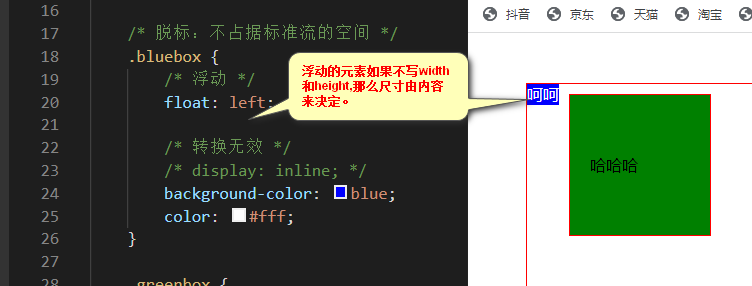 抖音 京东 天猫 淘宝
16
17 /* 脱标：不占据标准流的空间 */
18 .bluebox {
19 /* 浮动 */
20 float: left;
21
22 /* 转换无效 */
23 /* display: inline; */
24 background-color: blue;
25 color: #fff;
26 }
27
28 .greenbox {
浮动的元素如果不写width
和height,那么尺寸由内容
来决定。
呵呵
哈哈哈